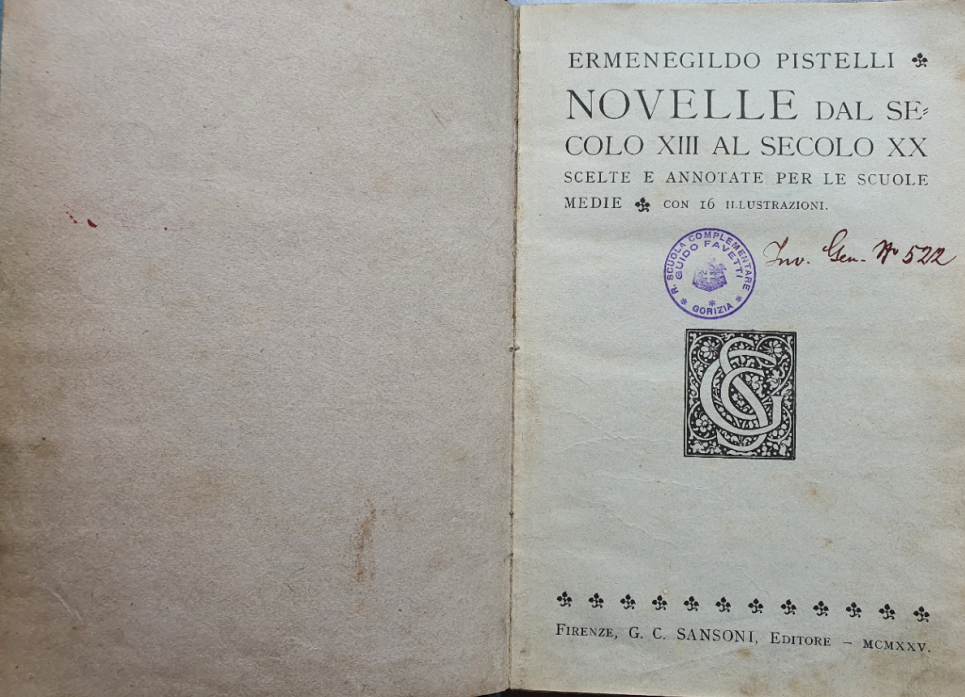 ERMENEGILDO PISTELLI
NOVELLE DAL SE-
COLO XIII AL SECOLO XX
SCELTE E ANNOTATE PER LE SCUOLE
MEDIE CON 16 ILLUSTRAZIONI.
R. SCUOLA COMPLEMENTARE
GUIDO FAVETTI
* GORIZIA *
Inv. Gen. No 522
FIRENZE, G. C. SANSONI, EDITORE — MCMXXV.